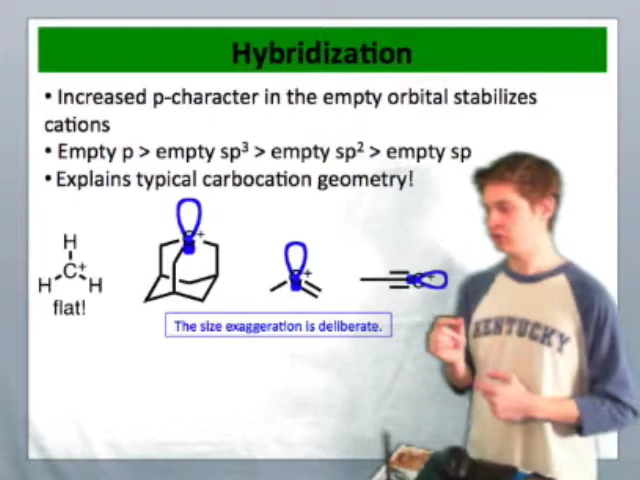 Hybridization
• Increased p-character in the empty orbital stabilizes
cations
• Empty p > empty sp³ > empty sp² > empty sp
• Explains typical carbocation geometry!
H
C+
H H
flat!
+
+
+
The size exaggeration is deliberate.
KENTUCKY